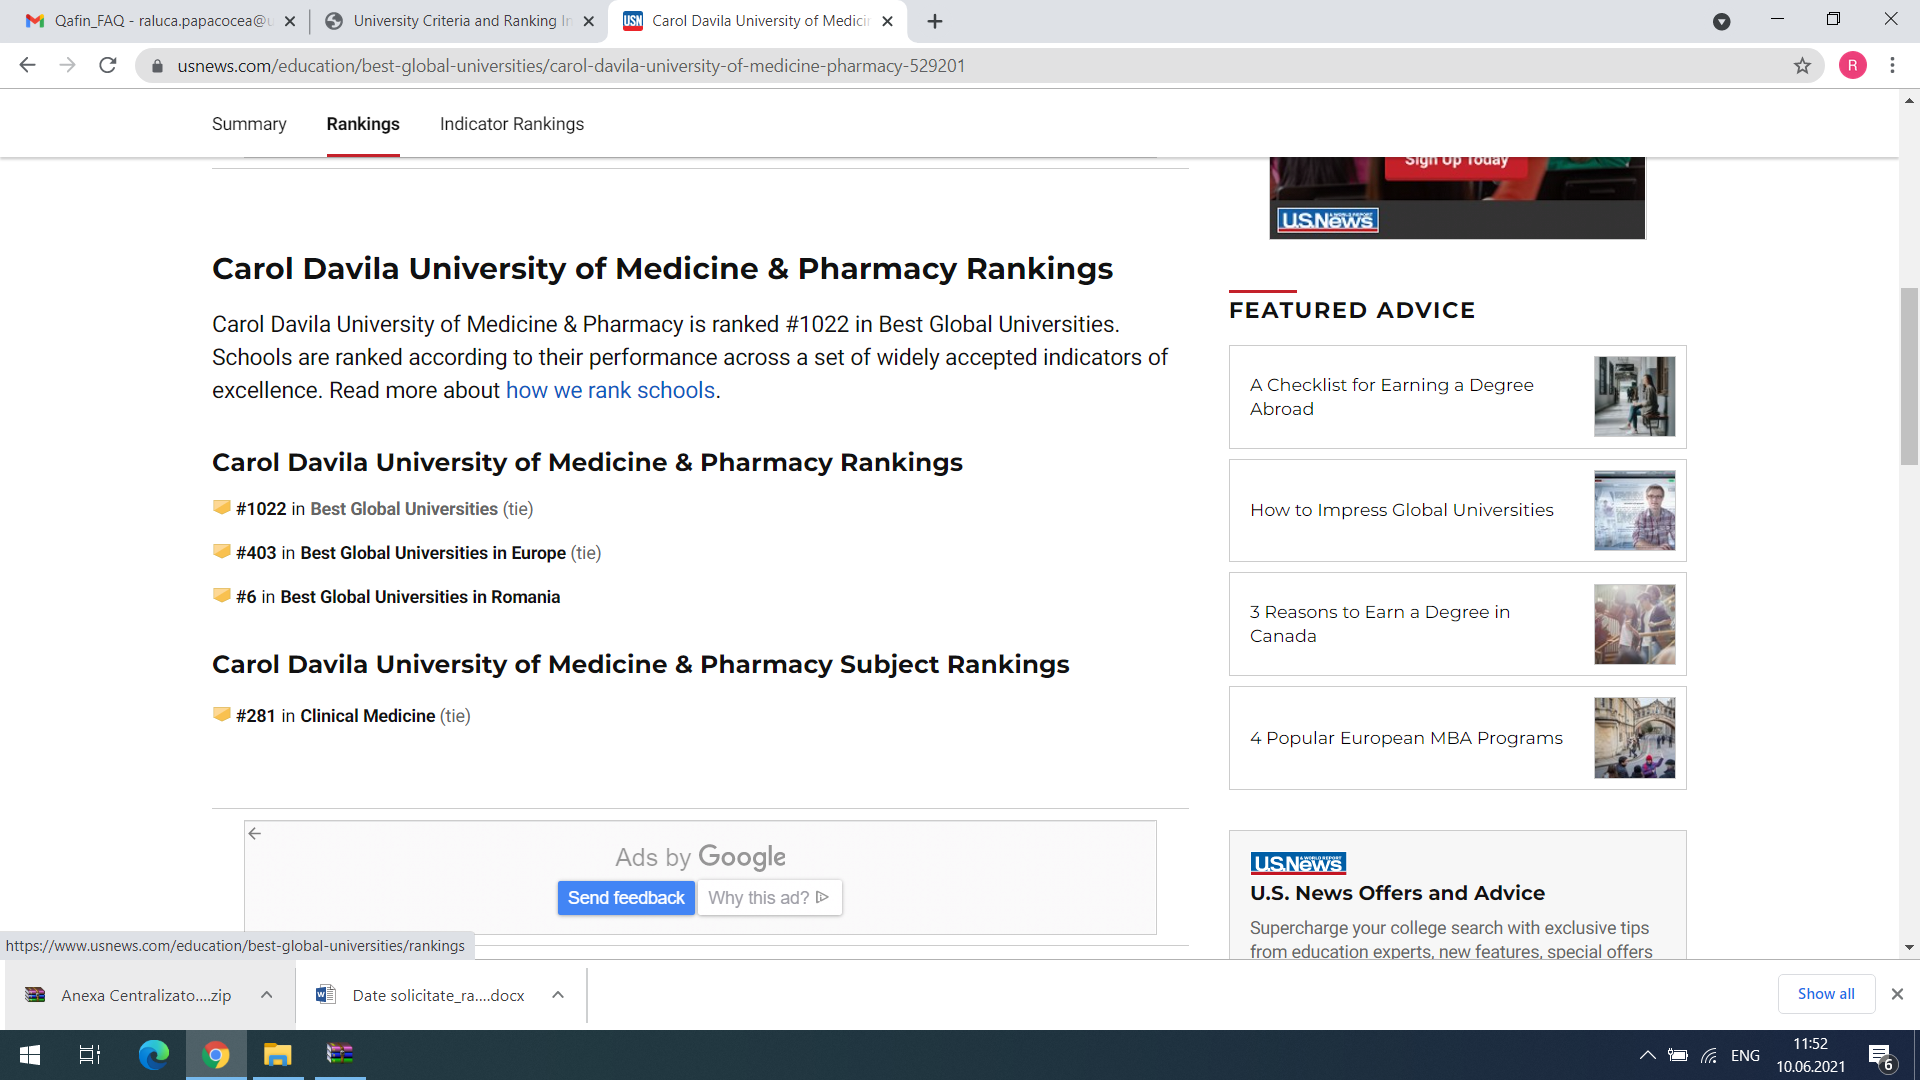 Qafin_FAQ - raluca.papacocea@u
University Criteria and Ranking In
USN
Carol Davila University of Medicin
usnews.com/education/best-global-universities/carol-davila-university-of-medicine-pharmacy-529201
R
Summary
Rankings
Indicator Rankings
Sign Up Today
U.S.News
Carol Davila University of Medicine & Pharmacy Rankings
Carol Davila University of Medicine & Pharmacy is ranked #1022 in Best Global Universities.
Schools are ranked according to their performance across a set of widely accepted indicators of
excellence. Read more about how we rank schools.
Carol Davila University of Medicine & Pharmacy Rankings
#1022 in Best Global Universities (tie)
#403 in Best Global Universities in Europe (tie)
#6 in Best Global Universities in Romania
Carol Davila University of Medicine & Pharmacy Subject Rankings
#281 in Clinical Medicine (tie)
Ads by Google
Send feedback
Why this ad?
FEATURED ADVICE
A Checklist for Earning a Degree
Abroad
How to Impress Global Universities
3 Reasons to Earn a Degree in
Canada
4 Popular European MBA Programs
U.S.News
U.S. News Offers and Advice
Supercharge your college search with exclusive tips
from education experts, new features, special offers
https://www.usnews.com/education/best-global-universities/rankings
Anexa Centralizato....zip
Date solicitate_ra....docx
Show all
ENG
11:52
10.06.2021
6